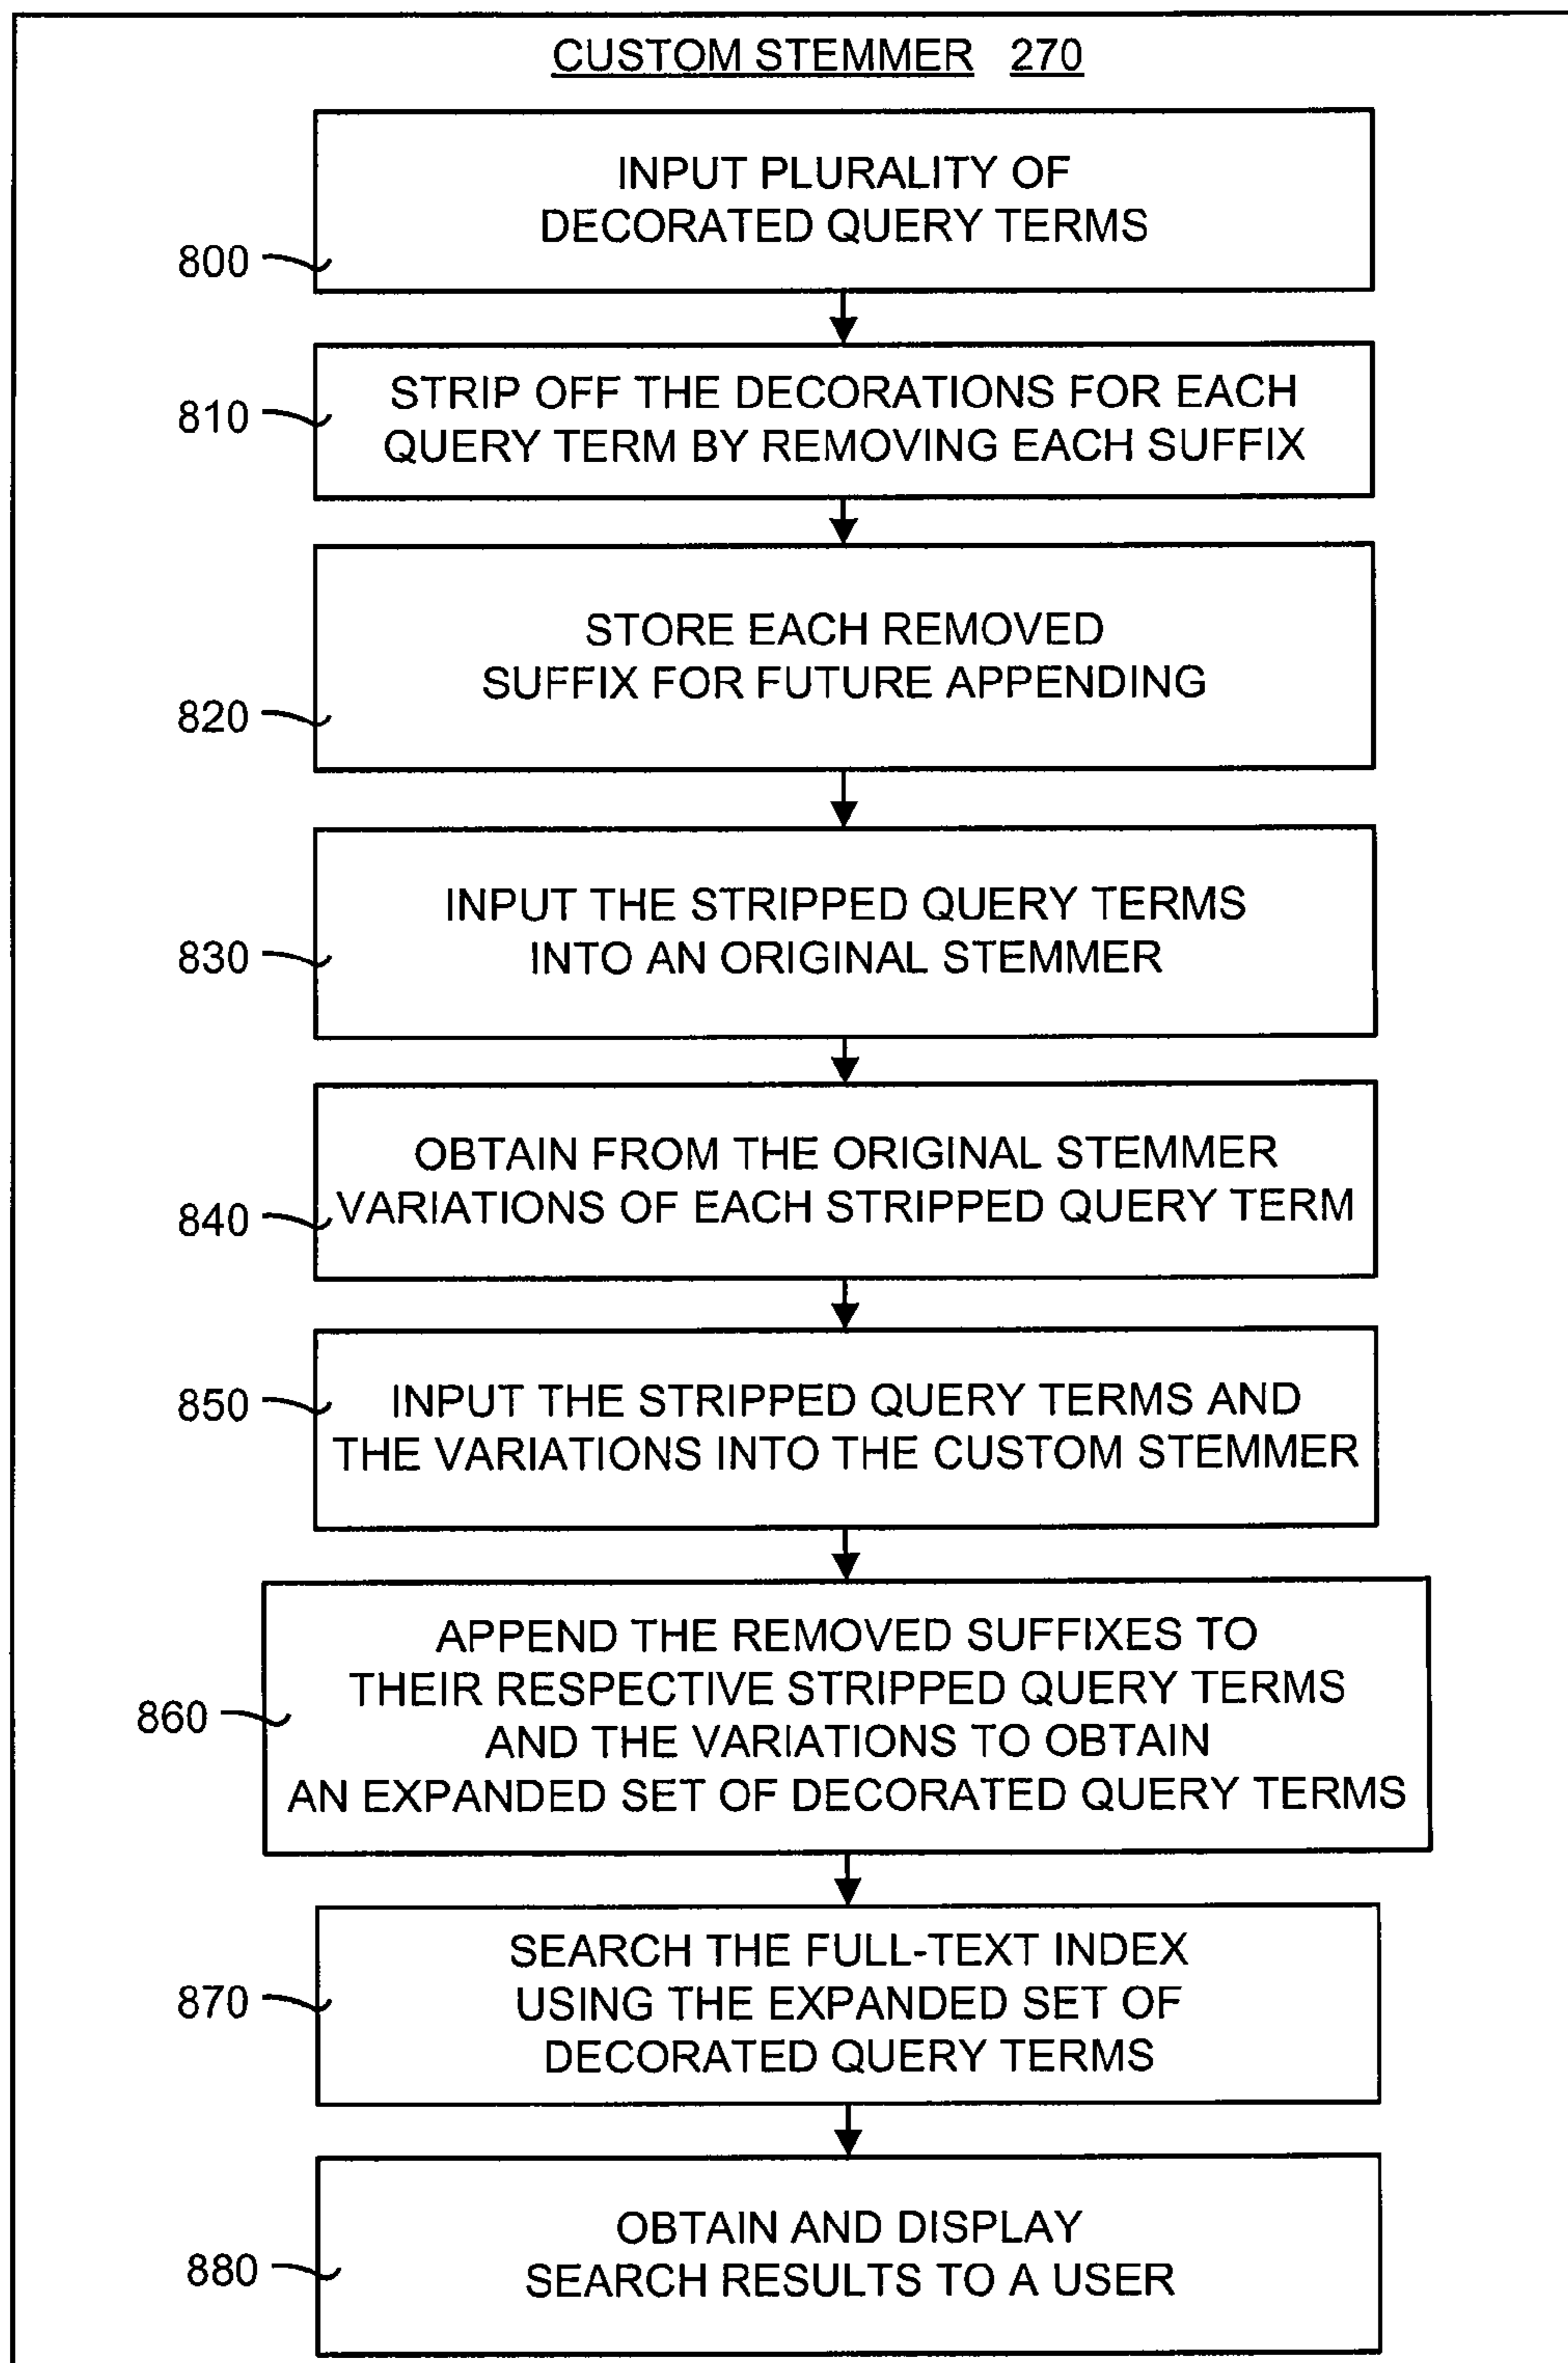 CUSTOM STEMMER 270
INPUT PLURALITY OF
DECORATED QUERY TERMS
800
STRIP OFF THE DECORATIONS FOR EACH
QUERY TERM BY REMOVING EACH SUFFIX
810
STORE EACH REMOVED
SUFFIX FOR FUTURE APPENDING
820
INPUT THE STRIPPED QUERY TERMS
INTO AN ORIGINAL STEMMER
830
OBTAIN FROM THE ORIGINAL STEMMER
VARIATIONS OF EACH STRIPPED QUERY TERM
840
INPUT THE STRIPPED QUERY TERMS AND
THE VARIATIONS INTO THE CUSTOM STEMMER
850
APPEND THE REMOVED SUFFIXES TO
THEIR RESPECTIVE STRIPPED QUERY TERMS
AND THE VARIATIONS TO OBTAIN
AN EXPANDED SET OF DECORATED QUERY TERMS
860
SEARCH THE FULL-TEXT INDEX
USING THE EXPANDED SET OF
DECORATED QUERY TERMS
870
OBTAIN AND DISPLAY
SEARCH RESULTS TO A USER
880